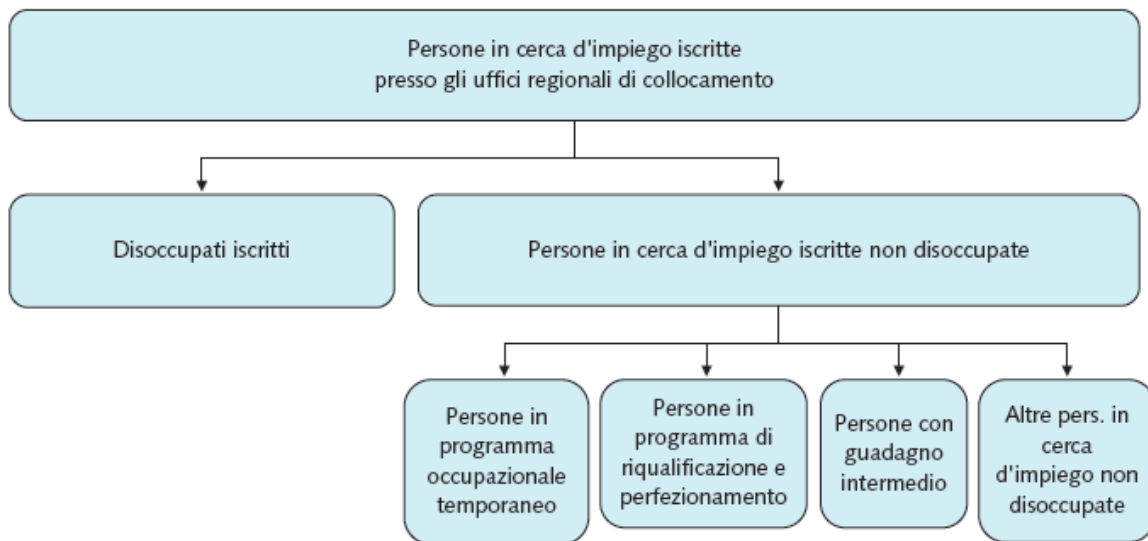 Persone in cerca d'impiego iscritte
presso gli uffici regionali di collocamento
Disoccupati iscritti
Persone in cerca d'impiego iscritte non disoccupate
Persone in
programma
occupazionale
temporaneo
Persone in
programma di
riqualificazione e
perfezionamento
Persone con
guadagno
intermedio
Altre pers. in
cerca
d'impiego non
disoccupate